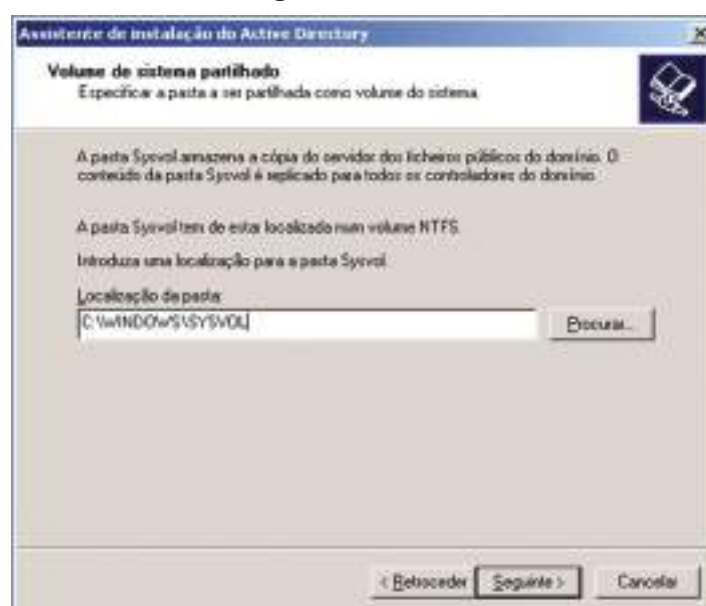 Assistente de instalação do Active Directory
Volume de sistema partilhado
Especificar a pasta a ser partilhada como volume do sistema.
A pasta Sysvol armazena a cópia do servidor dos ficheiros públicos do domínio. O
conteúdo da pasta Sysvol é replicado para todos os controladores do domínio.
A pasta Sysvol tem de estar localizada num volume NTFS.
Introduza uma localização para a pasta Sysvol.
Localização da pasta:
C:\WINDOWS\SYSVOL
Procurar...
< Retroceder
Seguinte >
Cancelar